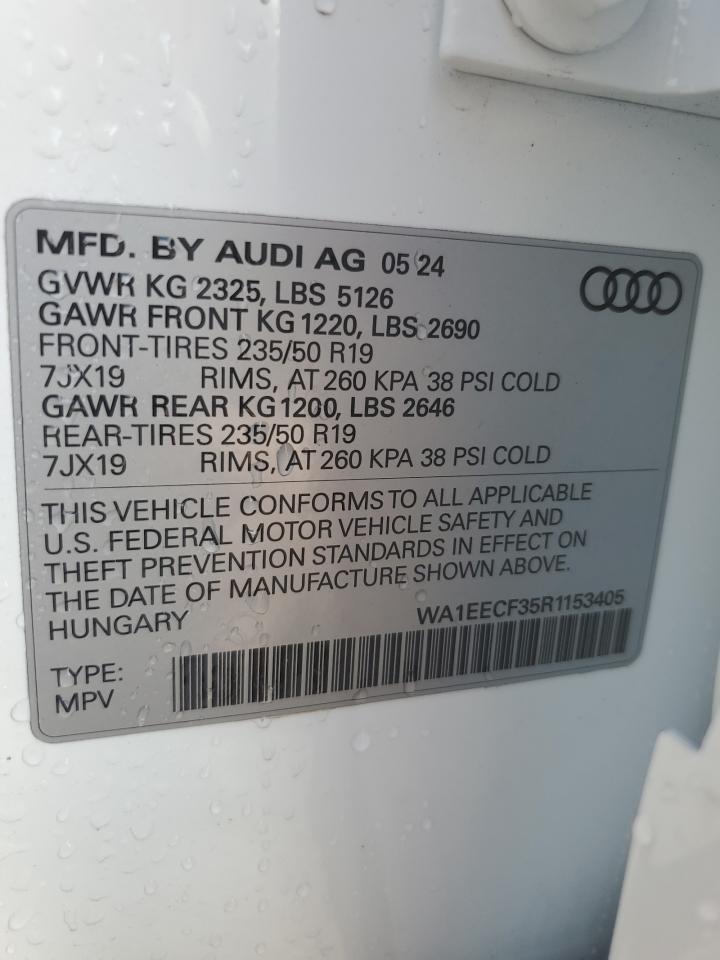 MFD. BY AUDI AG 05 24
GVWR KG 2325, LBS 5126
GAWR FRONT KG 1220, LBS 2690
FRONT-TIRES 235/50 R19
7JX19 RIMS, AT 260 KPA 38 PSI COLD
GAWR REAR KG 1200, LBS 2646
REAR-TIRES 235/50 R19
7JX19 RIMS, AT 260 KPA 38 PSI COLD
THIS VEHICLE CONFORMS TO ALL APPLICABLE
U.S. FEDERAL MOTOR VEHICLE SAFETY AND
THEFT PREVENTION STANDARDS IN EFFECT ON
THE DATE OF MANUFACTURE SHOWN ABOVE.
HUNGARY WA1EECF35R1153405
TYPE:
MPV